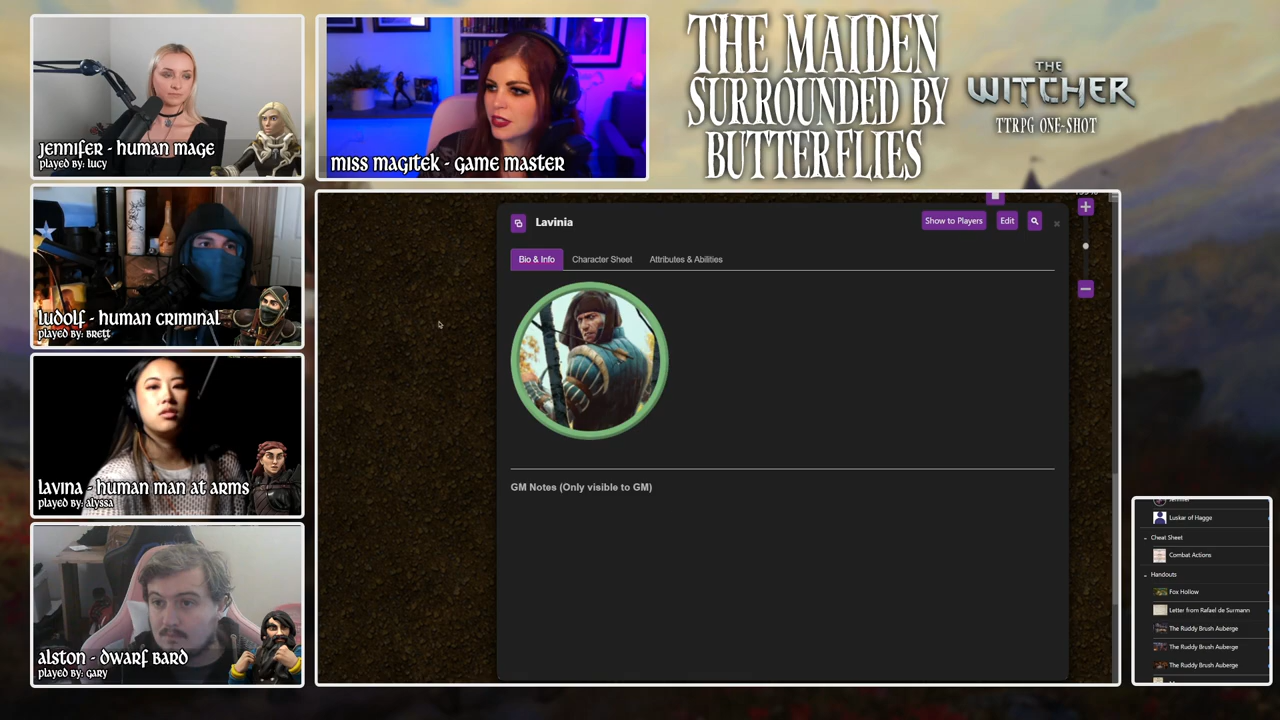 JENNIFER - HUMAN MAGE
PLAYED BY: LUCY
MISS MAGITEK - GAME MASTER
THE MAIDEN
SURROUNDED BY
BUTTERFLIES
THE
WITCHER
TTRPG ONE-SHOT
LUDOLF - HUMAN CRIMINAL
PLAYED BY: BRETT
LAVINA - HUMAN MAN AT ARMS
PLAYED BY: ALYSSA
ALSTON - DWARF BARD
PLAYED BY: GARY
Lavinia
Show to Players
Edit
Bio & Info
Character Sheet
Attributes & Abilities
GM Notes (Only visible to GM)
Luskar of Hagge
Cheat Sheet
Combat Actions
Handouts
Fox Hollow
Letter from Rafael de Surmann
The Ruddy Brush Auberge
The Ruddy Brush Auberge
The Ruddy Brush Auberge